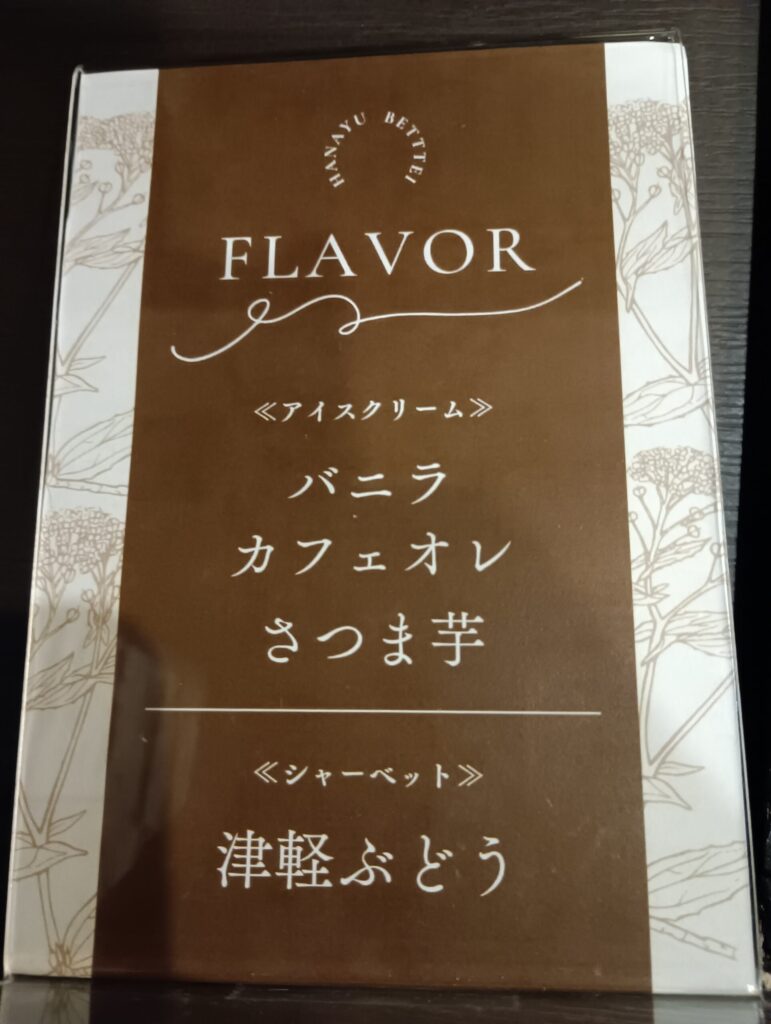 HANAYU BETTTEI
FLAVOR
≪アイスクリーム≫
バニラ
カフェオレ
さつま芋
≪シャーベット≫
津軽ぶどう